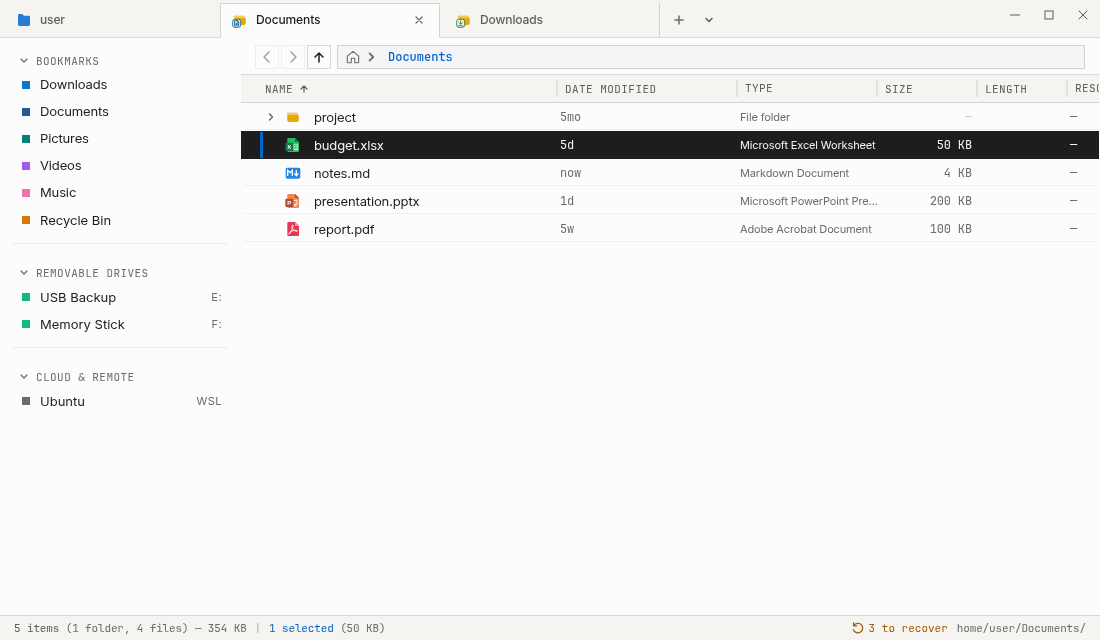 user
Documents
Downloads
BOOKMARKS
Downloads
Documents
Pictures
Videos
Music
Recycle Bin
REMOVABLE DRIVES
USB Backup E:
Memory Stick F:
CLOUD & REMOTE
Ubuntu WSL
Documents
NAME DATE MODIFIED TYPE SIZE LENGTH RESO
project 5mo File folder — —
budget.xlsx 5d Microsoft Excel Worksheet 50 KB —
notes.md now Markdown Document 4 KB —
presentation.pptx 1d Microsoft PowerPoint Pre... 200 KB —
report.pdf 5w Adobe Acrobat Document 100 KB —
5 items (1 folder, 4 files) — 354 KB | 1 selected (50 KB) 3 to recover home/user/Documents/